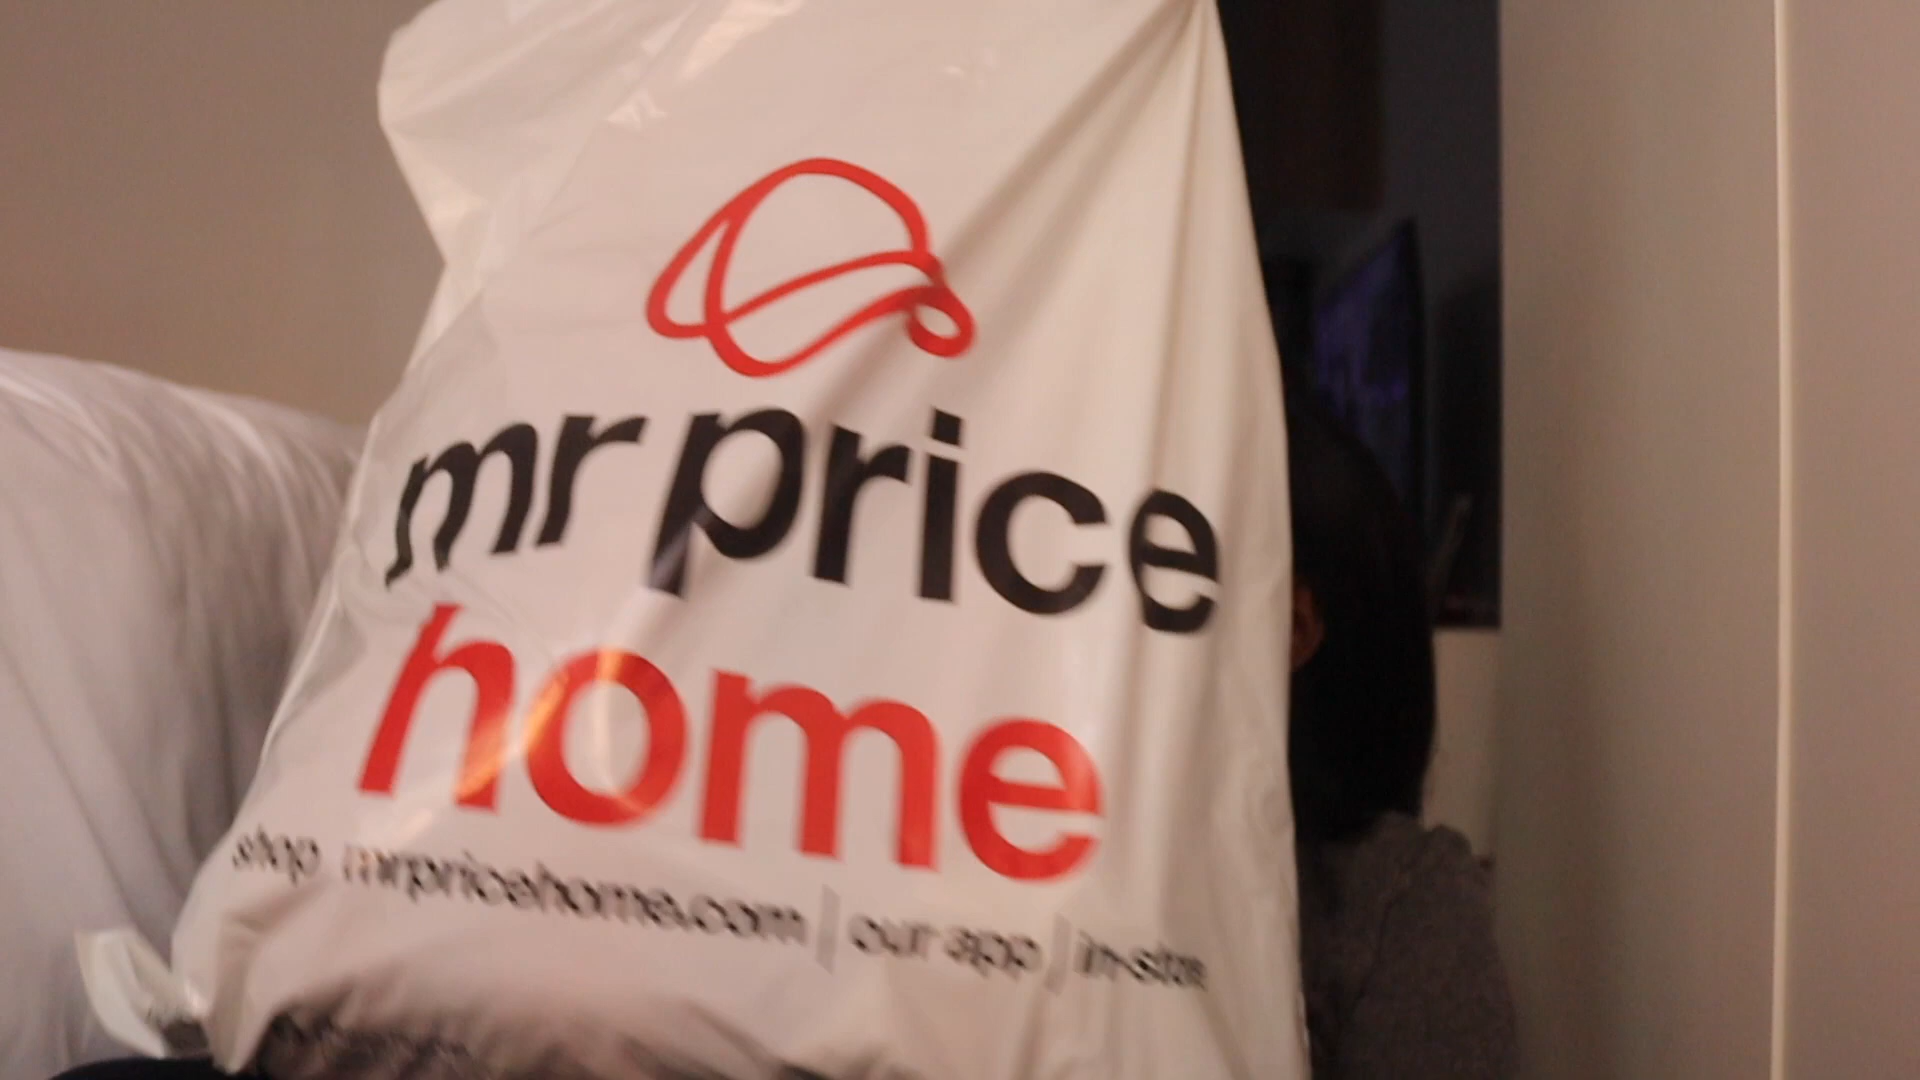 mr price
home
shop mrpricehome.com | our app | in-store